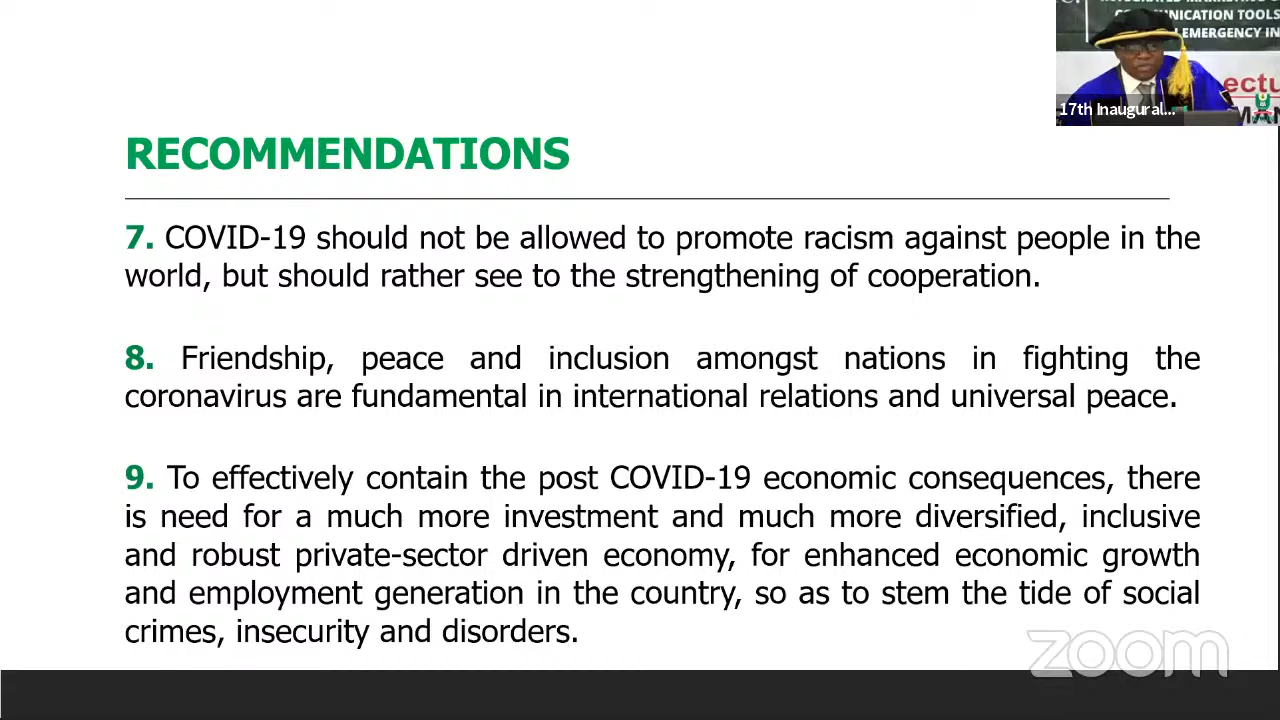 COMMUNICATION TOOLS
EMERGENCY IN
17th Inaugural...
RECOMMENDATIONS
7. COVID-19 should not be allowed to promote racism against people in the
world, but should rather see to the strengthening of cooperation.
8. Friendship, peace and inclusion amongst nations in fighting the
coronavirus are fundamental in international relations and universal peace.
9. To effectively contain the post COVID-19 economic consequences, there
is need for a much more investment and much more diversified, inclusive
and robust private-sector driven economy, for enhanced economic growth
and employment generation in the country, so as to stem the tide of social
crimes, insecurity and disorders.
zoom